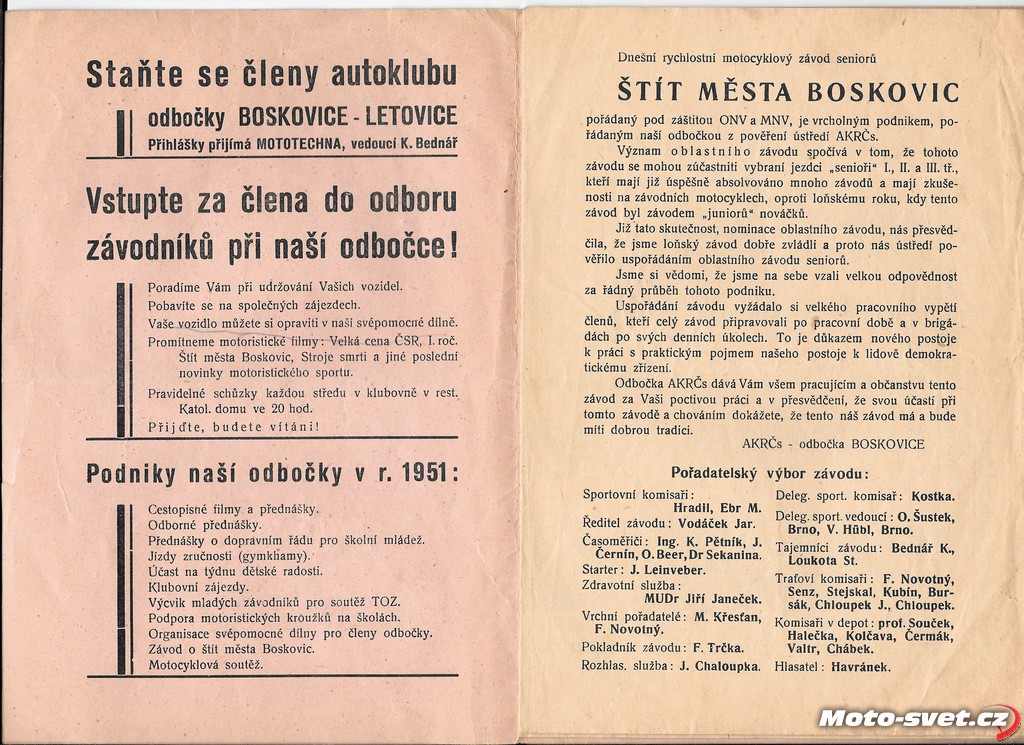 Staňte se členy autoklubu
odbočky BOSKOVICE - LETOVICE
Přihlášky přijímá MOTOTECHNA, vedoucí K. Bednář
Vstupte za člena do odboru
závodníků při naší odbočce!
Poradíme Vám při udržování Vašich vozidel.
Pobavíte se na společných zájezdech.
Vaše vozidlo můžete si opraviti v naší svépomocné dílně.
Promítneme motoristické filmy: Velká cena ČSR, I. roč.
Štít města Boskovic, Stroje smrti a jiné poslední
novinky motoristického sportu.
Pravidelné schůzky každou středu v klubovně v rest.
Katol. domu ve 20 hod.
Přijďte, budete vítáni!
Podniky naší odbočky v r. 1951:
Cestopisné filmy a přednášky.
Odborné přednášky.
Přednášky o dopravním řádu pro školní mládež.
Jízdy zručnosti (gymkhamy).
Účast na týdnu dětské radosti.
Klubovní zájezdy.
Výcvik mladých závodníků pro soutěž TOZ.
Podpora motoristických kroužků na školách.
Organisace svépomocné dílny pro členy odbočky.
Závod o štít města Boskovic.
Motocyklová soutěž.
Dnešní rychlostní motocyklový závod seniorů
ŠTÍT MĚSTA BOSKOVIC
pořádaný pod záštitou ONV a MNV, je vrcholným podnikem, po-
řádaným naší odbočkou z pověření ústředí AKRČs.
Význam oblastního závodu spočívá v tom, že tohoto
závodu se mohou zúčastniti vybraní jezdci „senioři" I., II. a III. tř.,
kteří mají již úspěšně absolvováno mnoho závodů a mají zkuše-
nosti na závodních motocyklech, oproti loňskému roku, kdy tento
závod byl závodem „juniorů" nováčků.
Již tato skutečnost, nominace oblastního závodu, nás přesvěd-
čila, že jsme loňský závod dobře zvládli a proto nás ústředí po-
věřilo uspořádáním oblastního závodu seniorů.
Jsme si vědomi, že jsme na sebe vzali velkou odpovědnost
za řádný průběh tohoto podniku.
Uspořádání závodu vyžádalo si velkého pracovního vypětí
členů, kteří celý závod připravovali po pracovní době a v brigá-
dách po svých denních úkolech. To je důkazem nového postoje
k práci s praktickým pojmem našeho postoje k lidově demokra-
tickému zřízení.
Odbočka AKRČs dává Vám všem pracujícím a občanstvu tento
závod za Vaši poctivou práci a v přesvědčení, že svou účastí při
tomto závodě a chováním dokážete, že tento náš závod má a bude
míti dobrou tradici.
AKRČs - odbočka BOSKOVICE
Pořadatelský výbor závodu:
Sportovní komisaři:
Hradil, Ebr M.
Ředitel závodu: Vodáček Jar.
Časoměřiči: Ing. K. Pětník, J.
Černín, O. Beer, Dr Sekanina.
Starter: J. Leinveber.
Zdravotní služba:
MUDr Jiří Janeček.
Vrchní pořadatelé: M. Křesťan,
F. Novotný.
Pokladník závodu: F. Trčka.
Rozhlas. služba: J. Chaloupka.
Deleg. sport. komisař: Kostka.
Deleg. sport. vedoucí: O. Šustek,
Brno, V. Hübl, Brno.
Tajemníci závodu: Bednář K.,
Loukota St.
Traťoví komisaři: F. Novotný,
Senz, Stejskal, Kubín, Bur-
sák, Chloupek J., Chloupek.
Komisaři v depot: prof. Souček,
Halečka, Kolčava, Čermák,
Valtr, Chábek.
Hlasatel: Havránek.
Moto-svet.cz